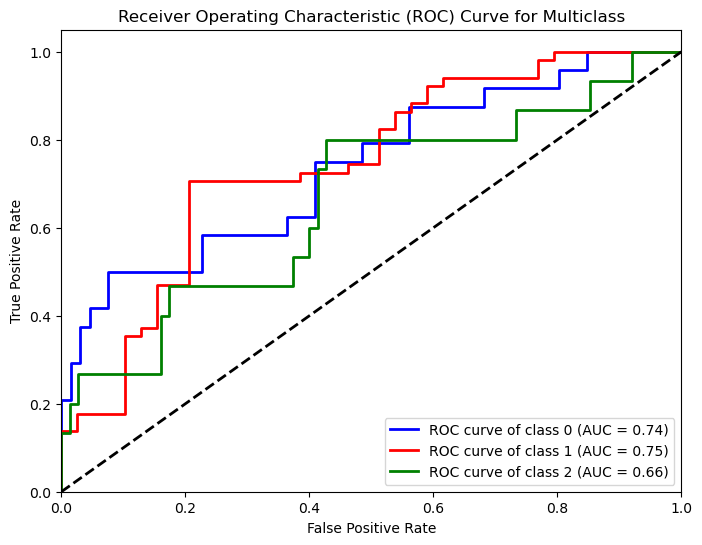 Receiver Operating Characteristic (ROC) Curve for Multiclass
True Positive Rate
1.0
0.8
0.6
0.4
0.2
0.0
ROC curve of class 0 (AUC = 0.74)
ROC curve of class 1 (AUC = 0.75)
ROC curve of class 2 (AUC = 0.66)
0.0 0.2 0.4 0.6 0.8 1.0
False Positive Rate